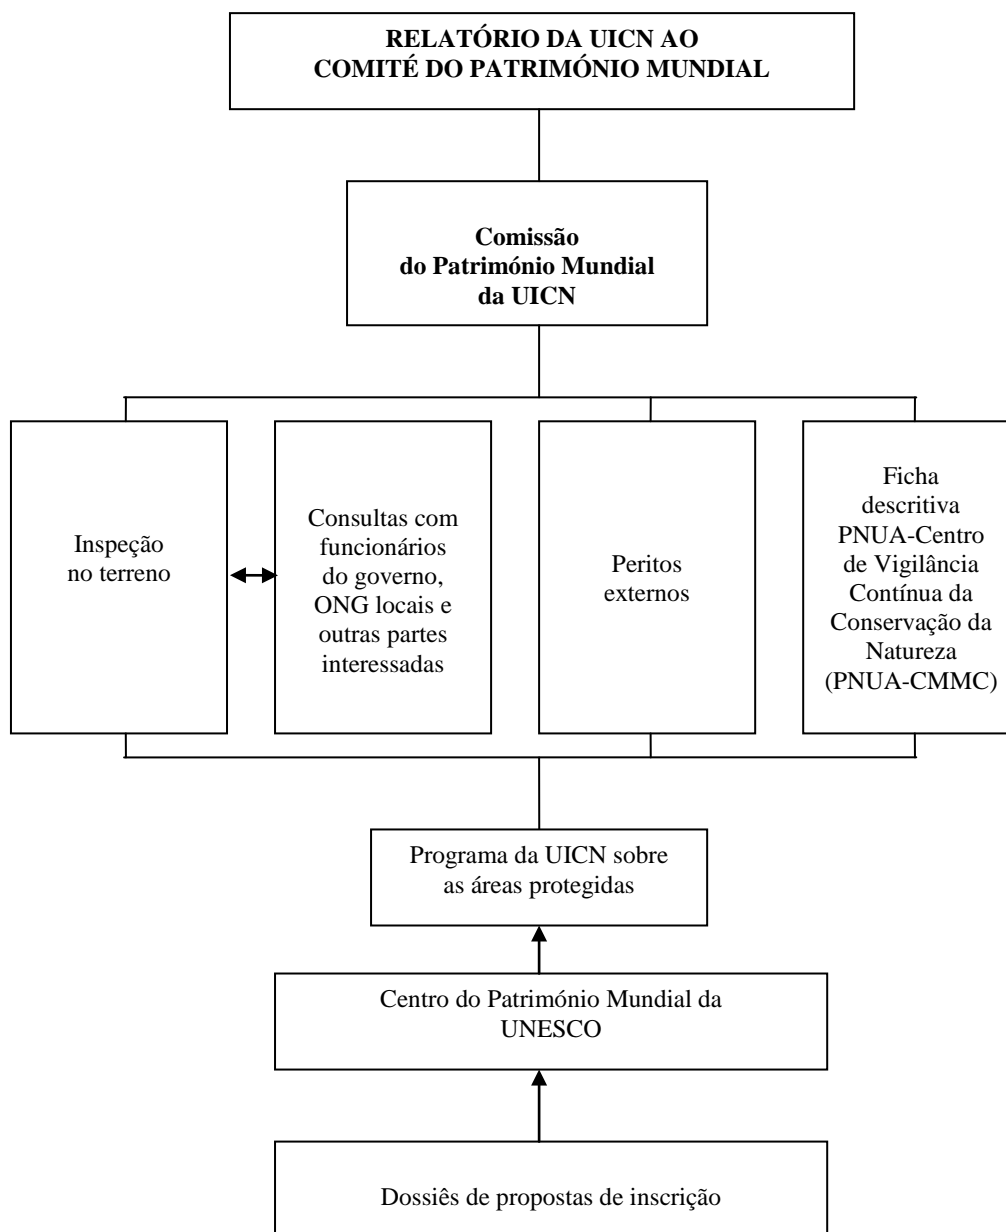 RELATÓRIO DA UICN AO
COMITÉ DO PATRIMÓNIO MUNDIAL
Comissão
do Património Mundial
da UICN
Inspeção
no terreno
Consultas com
funcionários
do governo,
ONG locais e
outras partes
interessadas
Peritos
externos
Ficha
descritiva
PNUA-Centro
de Vigilância
Contínua da
Conservação da
Natureza
(PNUA-CMMC)
Programa da UICN sobre
as áreas protegidas
Centro do Património Mundial da
UNESCO
Dossiês de propostas de inscrição